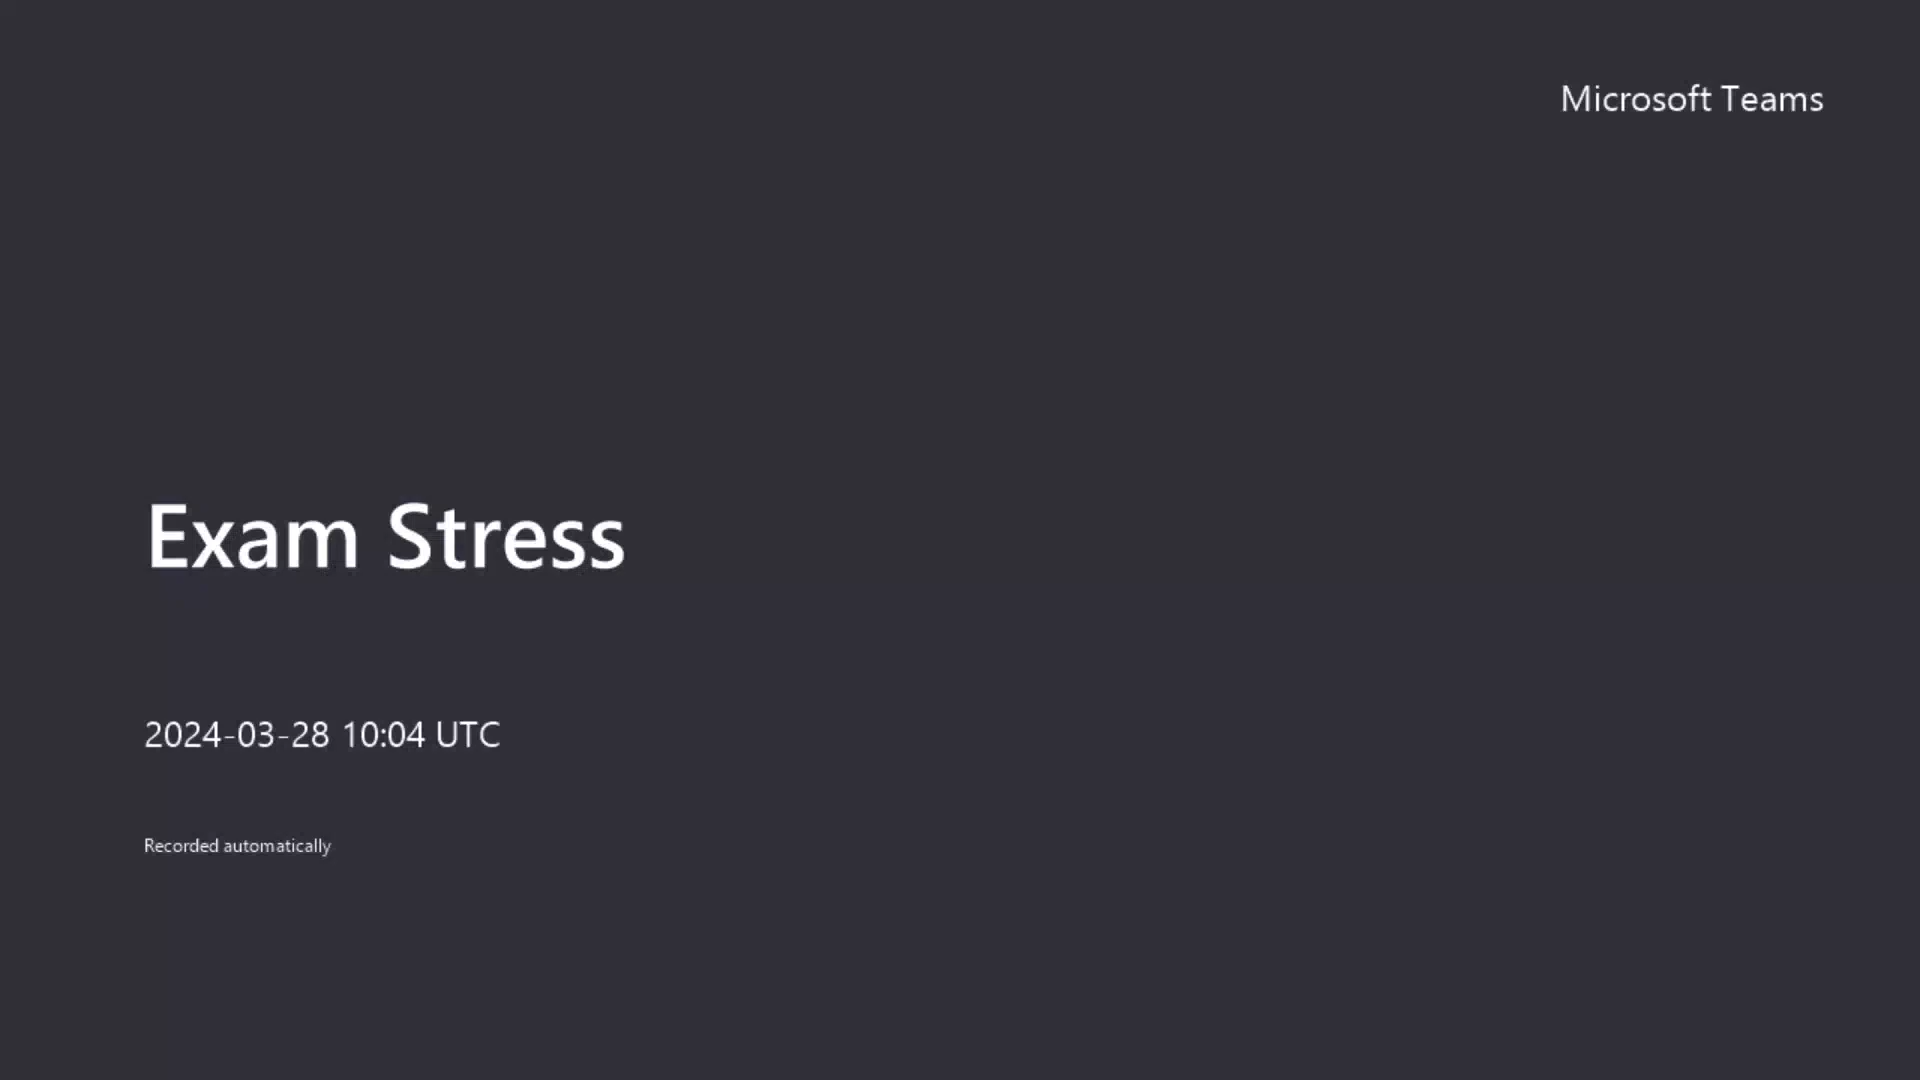 Microsoft Teams
Exam Stress
2024-03-28 10:04 UTC
Recorded automatically